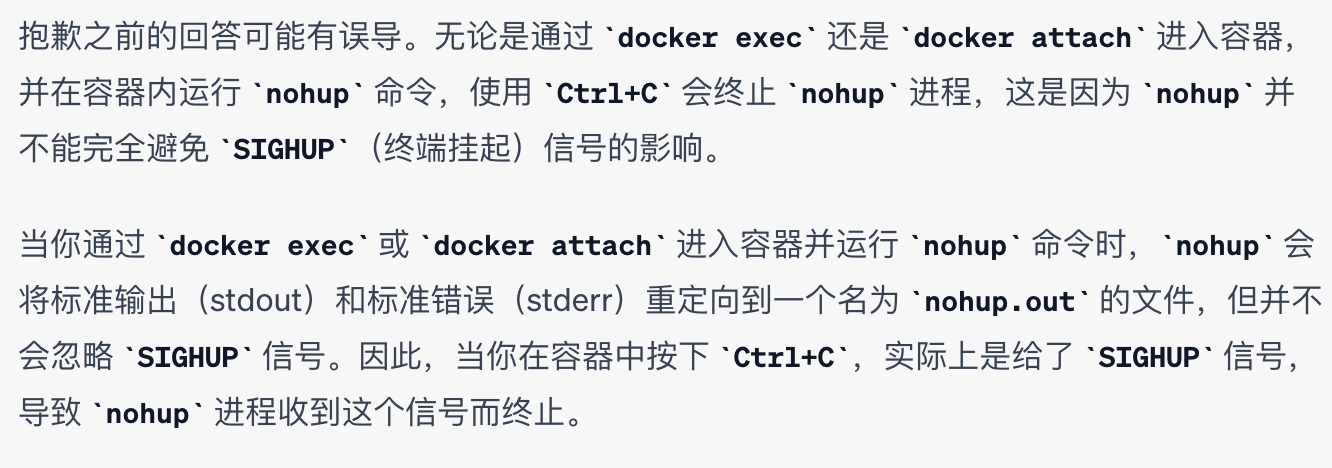 抱歉之前的回答可能有误导。无论是通过 `docker exec` 还是 `docker attach` 进入容器，
并在容器内运行 `nohup` 命令，使用 `Ctrl+C` 会终止 `nohup` 进程，这是因为 `nohup` 并
不能完全避免 `SIGHUP`（终端挂起）信号的影响。
当你通过 `docker exec` 或 `docker attach` 进入容器并运行 `nohup` 命令时，`nohup` 会
将标准输出（stdout）和标准错误（stderr）重定向到一个名为 `nohup.out` 的文件，但并不
会忽略 `SIGHUP` 信号。因此，当你在容器中按下 `Ctrl+C`，实际上是给了 `SIGHUP` 信号，
导致 `nohup` 进程收到这个信号而终止。